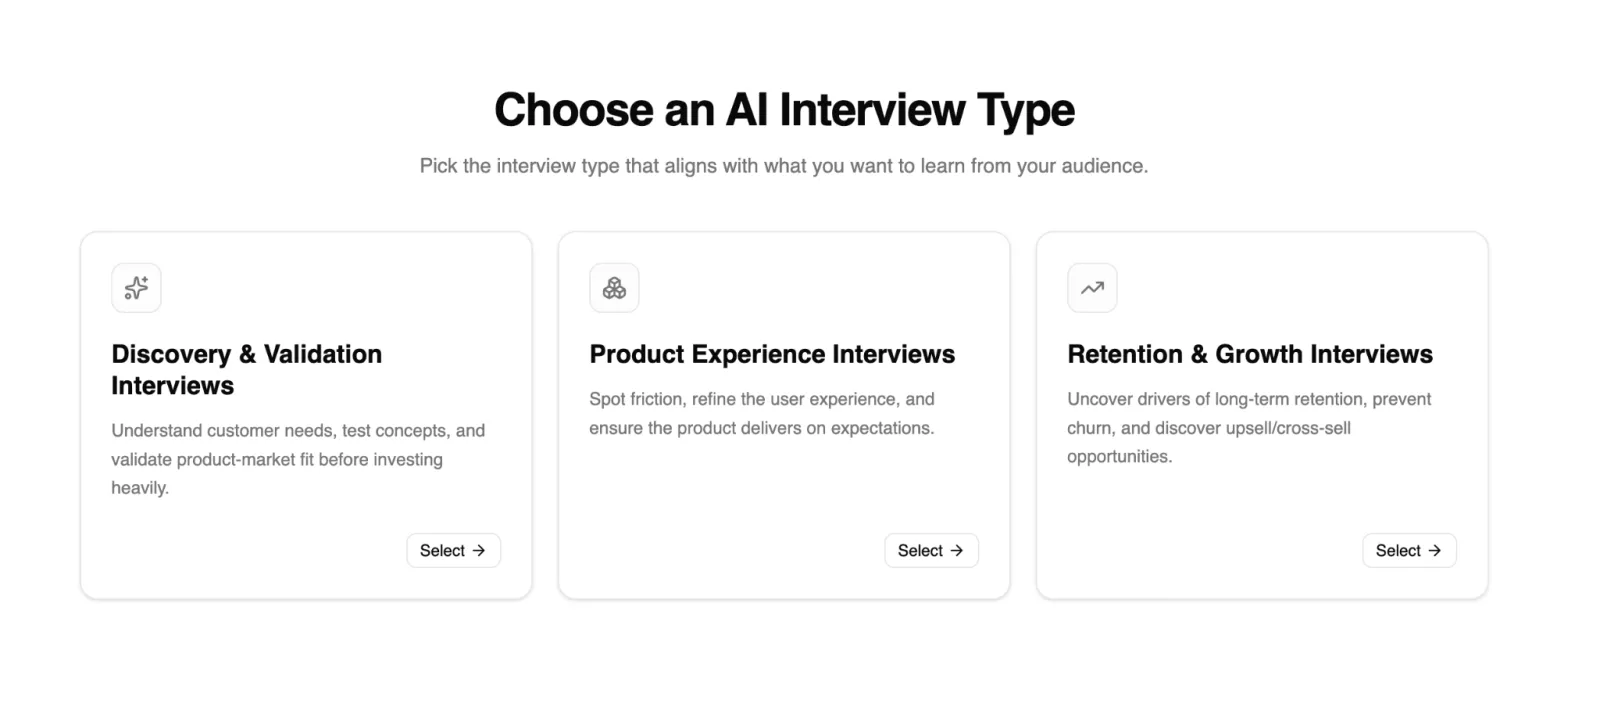 Choose an AI Interview Type
Pick the interview type that aligns with what you want to learn from your audience.
Discovery & Validation
Interviews
Understand customer needs, test concepts, and
validate product-market fit before investing
heavily.
Select →
Product Experience Interviews
Spot friction, refine the user experience, and
ensure the product delivers on expectations.
Select →
Retention & Growth Interviews
Uncover drivers of long-term retention, prevent
churn, and discover upsell/cross-sell
opportunities.
Select →